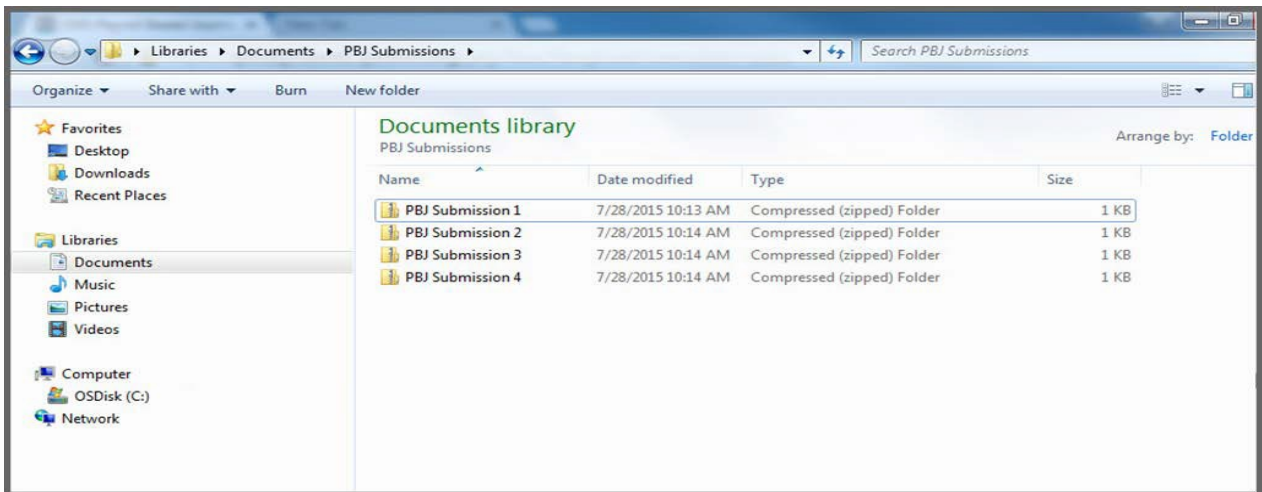 Libraries Documents PBJ Submissions Search PBJ Submissions
Organize Share with Burn New folder
Favorites
Desktop
Downloads
Recent Places
Libraries
Documents
Music
Pictures
Videos
Computer
OSDisk (C:)
Network
Documents library
PBJ Submissions
Arrange by: Folder
Name Date modified Type Size
PBJ Submission 1 7/28/2015 10:13 AM Compressed (zipped) Folder 1 KB
PBJ Submission 2 7/28/2015 10:14 AM Compressed (zipped) Folder 1 KB
PBJ Submission 3 7/28/2015 10:14 AM Compressed (zipped) Folder 1 KB
PBJ Submission 4 7/28/2015 10:14 AM Compressed (zipped) Folder 1 KB